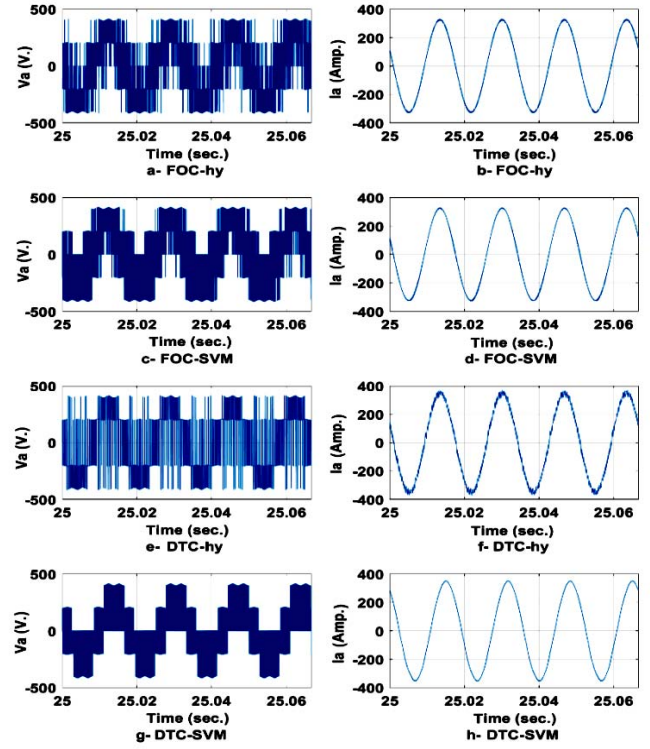 500
0
-500
Va (V.)
25
25.02
25.04
25.06
Time (sec.)
a- FOC-hy
400
200
0
-200
-400
Ia (Amp.)
25
25.02
25.04
25.06
Time (sec.)
b- FOC-hy
500
0
-500
Va (V.)
25
25.02
25.04
25.06
Time (sec.)
c- FOC-SVM
400
200
0
-200
-400
Ia (Amp.)
25
25.02
25.04
25.06
Time (sec.)
d- FOC-SVM
500
0
-500
Va (V.)
25
25.02
25.04
25.06
Time (sec.)
e- DTC-hy
400
200
0
-200
-400
Ia (Amp.)
25
25.02
25.04
25.06
Time (sec.)
f- DTC-hy
500
0
-500
Va (V.)
25
25.02
25.04
25.06
Time (sec.)
g- DTC-SVM
400
200
0
-200
-400
Ia (Amp.)
25
25.02
25.04
25.06
Time (sec.)
h- DTC-SVM